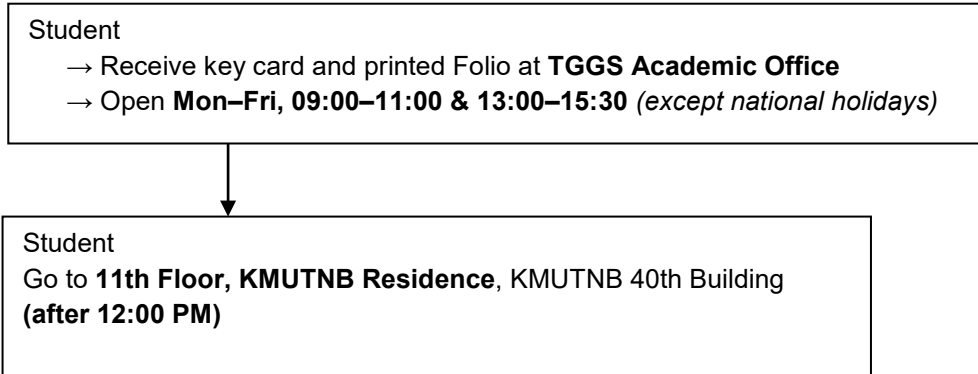 Student
→ Receive key card and printed Folio at TGGS Academic Office
→ Open Mon–Fri, 09:00–11:00 & 13:00–15:30 (except national holidays)
Student
Go to 11th Floor, KMUTNB Residence, KMUTNB 40th Building
(after 12:00 PM)